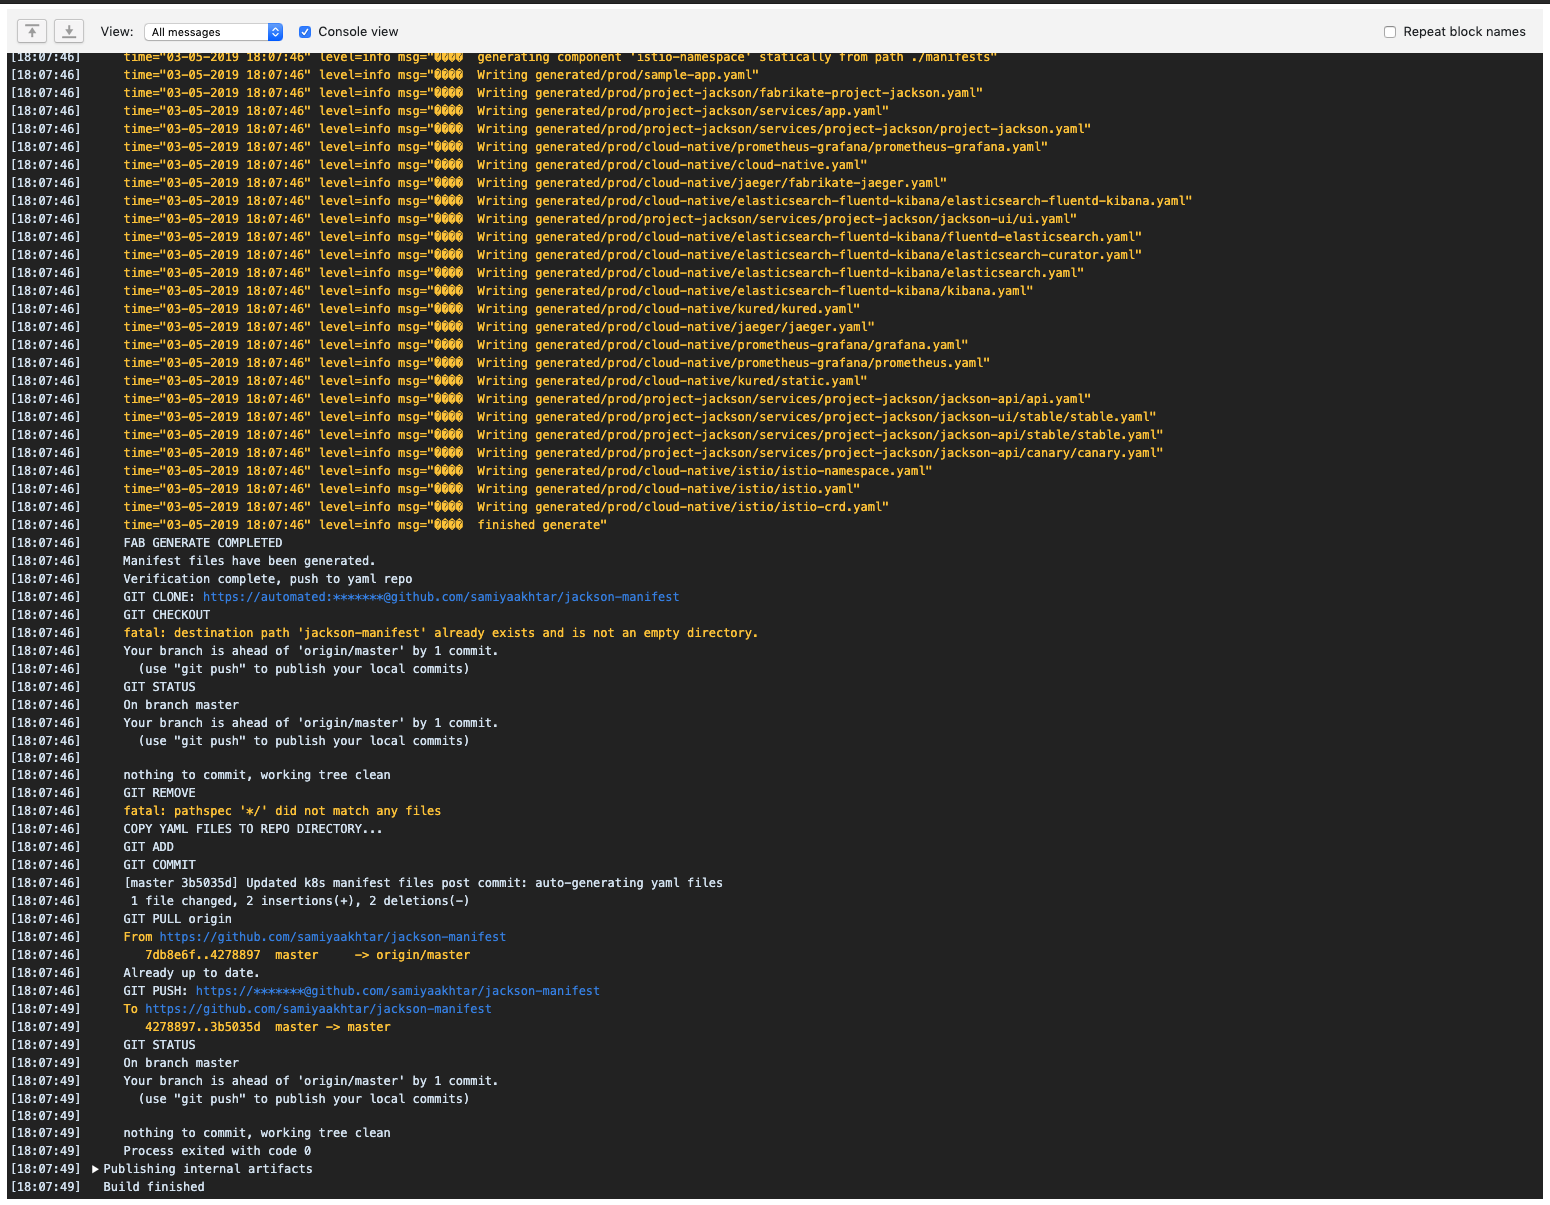 View: All messages Console view Repeat block names
[18:07:46] time="03-05-2019 18:07:46" level=info msg="���� generating component 'istio-namespace' statically from path ./manifests"
[18:07:46] time="03-05-2019 18:07:46" level=info msg="���� Writing generated/prod/sample-app.yaml"
[18:07:46] time="03-05-2019 18:07:46" level=info msg="���� Writing generated/prod/project-jackson/fabrikate-project-jackson.yaml"
[18:07:46] time="03-05-2019 18:07:46" level=info msg="���� Writing generated/prod/project-jackson/services/app.yaml"
[18:07:46] time="03-05-2019 18:07:46" level=info msg="���� Writing generated/prod/project-jackson/services/project-jackson/project-jackson.yaml"
[18:07:46] time="03-05-2019 18:07:46" level=info msg="���� Writing generated/prod/cloud-native/prometheus-grafana/prometheus-grafana.yaml"
[18:07:46] time="03-05-2019 18:07:46" level=info msg="���� Writing generated/prod/cloud-native/cloud-native.yaml"
[18:07:46] time="03-05-2019 18:07:46" level=info msg="���� Writing generated/prod/cloud-native/jaeger/fabrikate-jaeger.yaml"
[18:07:46] time="03-05-2019 18:07:46" level=info msg="���� Writing generated/prod/cloud-native/elasticsearch-fluentd-kibana/elasticsearch-fluentd-kibana.yaml"
[18:07:46] time="03-05-2019 18:07:46" level=info msg="���� Writing generated/prod/project-jackson/services/project-jackson/jackson-ui/ui.yaml"
[18:07:46] time="03-05-2019 18:07:46" level=info msg="���� Writing generated/prod/cloud-native/elasticsearch-fluentd-kibana/fluentd-elasticsearch.yaml"
[18:07:46] time="03-05-2019 18:07:46" level=info msg="���� Writing generated/prod/cloud-native/elasticsearch-fluentd-kibana/elasticsearch-curator.yaml"
[18:07:46] time="03-05-2019 18:07:46" level=info msg="���� Writing generated/prod/cloud-native/elasticsearch-fluentd-kibana/elasticsearch.yaml"
[18:07:46] time="03-05-2019 18:07:46" level=info msg="���� Writing generated/prod/cloud-native/elasticsearch-fluentd-kibana/kibana.yaml"
[18:07:46] time="03-05-2019 18:07:46" level=info msg="���� Writing generated/prod/cloud-native/kured/kured.yaml"
[18:07:46] time="03-05-2019 18:07:46" level=info msg="���� Writing generated/prod/cloud-native/jaeger/jaeger.yaml"
[18:07:46] time="03-05-2019 18:07:46" level=info msg="���� Writing generated/prod/cloud-native/prometheus-grafana/grafana.yaml"
[18:07:46] time="03-05-2019 18:07:46" level=info msg="���� Writing generated/prod/cloud-native/prometheus-grafana/prometheus.yaml"
[18:07:46] time="03-05-2019 18:07:46" level=info msg="���� Writing generated/prod/cloud-native/kured/static.yaml"
[18:07:46] time="03-05-2019 18:07:46" level=info msg="���� Writing generated/prod/project-jackson/services/project-jackson/jackson-api/api.yaml"
[18:07:46] time="03-05-2019 18:07:46" level=info msg="���� Writing generated/prod/project-jackson/services/project-jackson/jackson-ui/stable/stable.yaml"
[18:07:46] time="03-05-2019 18:07:46" level=info msg="���� Writing generated/prod/project-jackson/services/project-jackson/jackson-api/stable/stable.yaml"
[18:07:46] time="03-05-2019 18:07:46" level=info msg="���� Writing generated/prod/project-jackson/services/project-jackson/jackson-api/canary/canary.yaml"
[18:07:46] time="03-05-2019 18:07:46" level=info msg="���� Writing generated/prod/cloud-native/istio/istio-namespace.yaml"
[18:07:46] time="03-05-2019 18:07:46" level=info msg="���� Writing generated/prod/cloud-native/istio/istio.yaml"
[18:07:46] time="03-05-2019 18:07:46" level=info msg="���� Writing generated/prod/cloud-native/istio/istio-crd.yaml"
[18:07:46] time="03-05-2019 18:07:46" level=info msg="���� finished generate"
[18:07:46] FAB GENERATE COMPLETED
[18:07:46] Manifest files have been generated.
[18:07:46] Verification complete, push to yaml repo
[18:07:46] GIT CLONE: https://automated:*******@github.com/samiyaakhtar/jackson-manifest
[18:07:46] GIT CHECKOUT
[18:07:46] fatal: destination path 'jackson-manifest' already exists and is not an empty directory.
[18:07:46] Your branch is ahead of 'origin/master' by 1 commit.
[18:07:46] (use "git push" to publish your local commits)
[18:07:46] GIT STATUS
[18:07:46] On branch master
[18:07:46] Your branch is ahead of 'origin/master' by 1 commit.
[18:07:46] (use "git push" to publish your local commits)
[18:07:46]
[18:07:46] nothing to commit, working tree clean
[18:07:46] GIT REMOVE
[18:07:46] fatal: pathspec '*/' did not match any files
[18:07:46] COPY YAML FILES TO REPO DIRECTORY...
[18:07:46] GIT ADD
[18:07:46] GIT COMMIT
[18:07:46] [master 3b5035d] Updated k8s manifest files post commit: auto-generating yaml files
[18:07:46] 1 file changed, 2 insertions(+), 2 deletions(-)
[18:07:46] GIT PULL origin
[18:07:46] From https://github.com/samiyaakhtar/jackson-manifest
[18:07:46] 7db8e6f..4278897 master -> origin/master
[18:07:46] Already up to date.
[18:07:46] GIT PUSH: https://*******@github.com/samiyaakhtar/jackson-manifest
[18:07:49] To https://github.com/samiyaakhtar/jackson-manifest
[18:07:49] 4278897..3b5035d master -> master
[18:07:49] GIT STATUS
[18:07:49] On branch master
[18:07:49] Your branch is ahead of 'origin/master' by 1 commit.
[18:07:49] (use "git push" to publish your local commits)
[18:07:49]
[18:07:49] nothing to commit, working tree clean
[18:07:49] Process exited with code 0
[18:07:49] Publishing internal artifacts
[18:07:49] Build finished